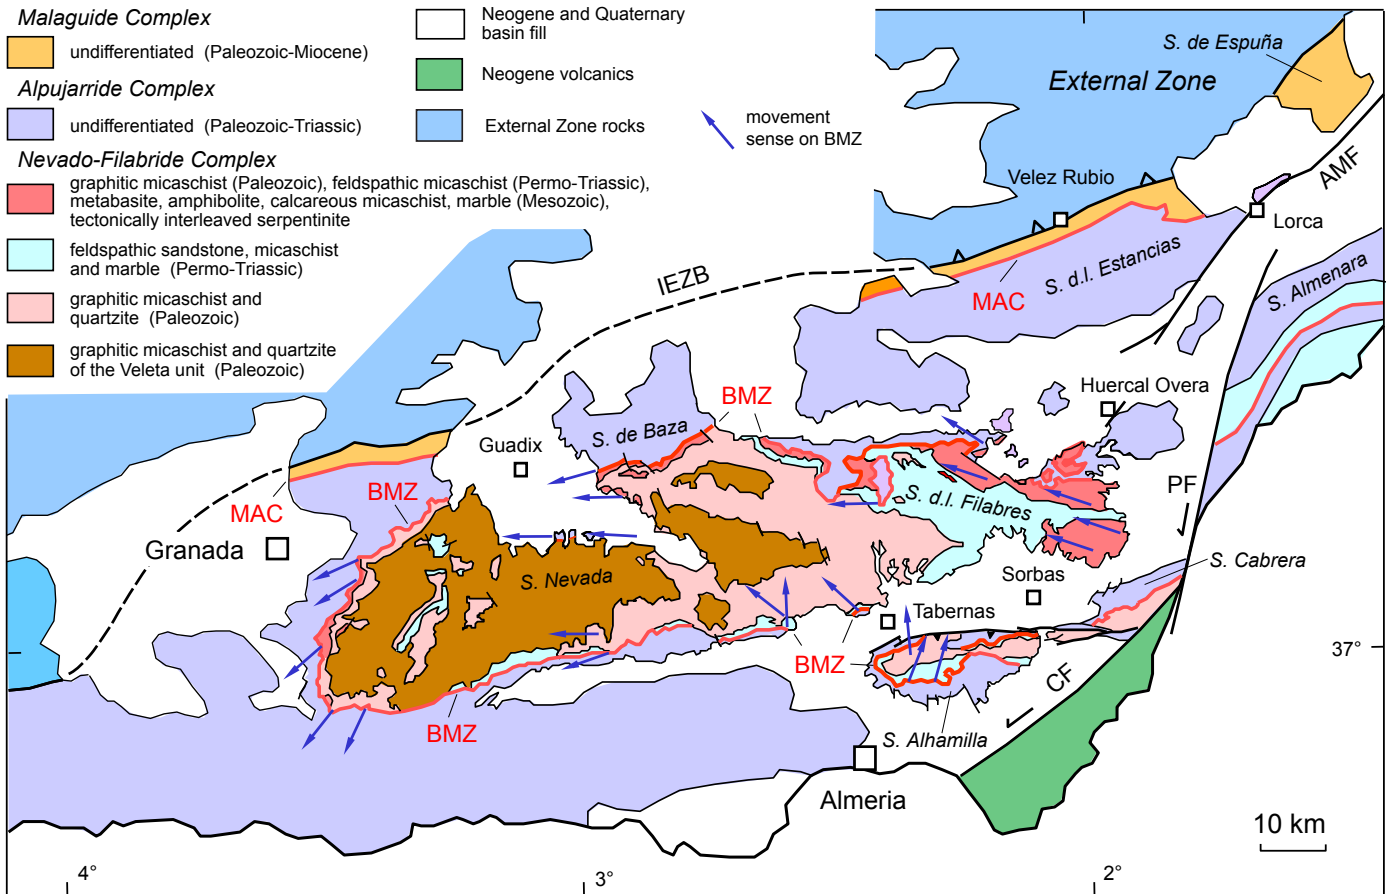 Malaguide Complex
undifferentiated (Paleozoic-Miocene)
Alpujarride Complex
undifferentiated (Paleozoic-Triassic)
Nevado-Filabride Complex
graphitic micaschist (Paleozoic), feldspathic micaschist (Permo-Triassic),
metabasite, amphibolite, calcareous micaschist, marble (Mesozoic),
tectonically interleaved serpentinite
feldspathic sandstone, micaschist
and marble (Permo-Triassic)
graphitic micaschist and
quartzite (Paleozoic)
graphitic micaschist and quartzite
of the Veleta unit (Paleozoic)
Neogene and Quaternary
basin fill
Neogene volcanics
External Zone rocks
movement
sense on BMZ
S. de Espuña
External Zone
Velez Rubio
AMF
Lorca
S. d.l. Estancias
S. Almenara
IEZB
MAC
Huercal Overa
BMZ
S. de Baza
Guadix
BMZ
MAC
Granada
S. d.l. Filabres
PF
S. Nevada
Sorbas
S. Cabrera
Tabernas
BMZ
37°
CF
BMZ
S. Alhamilla
Almeria
10 km
4°
3°
2°